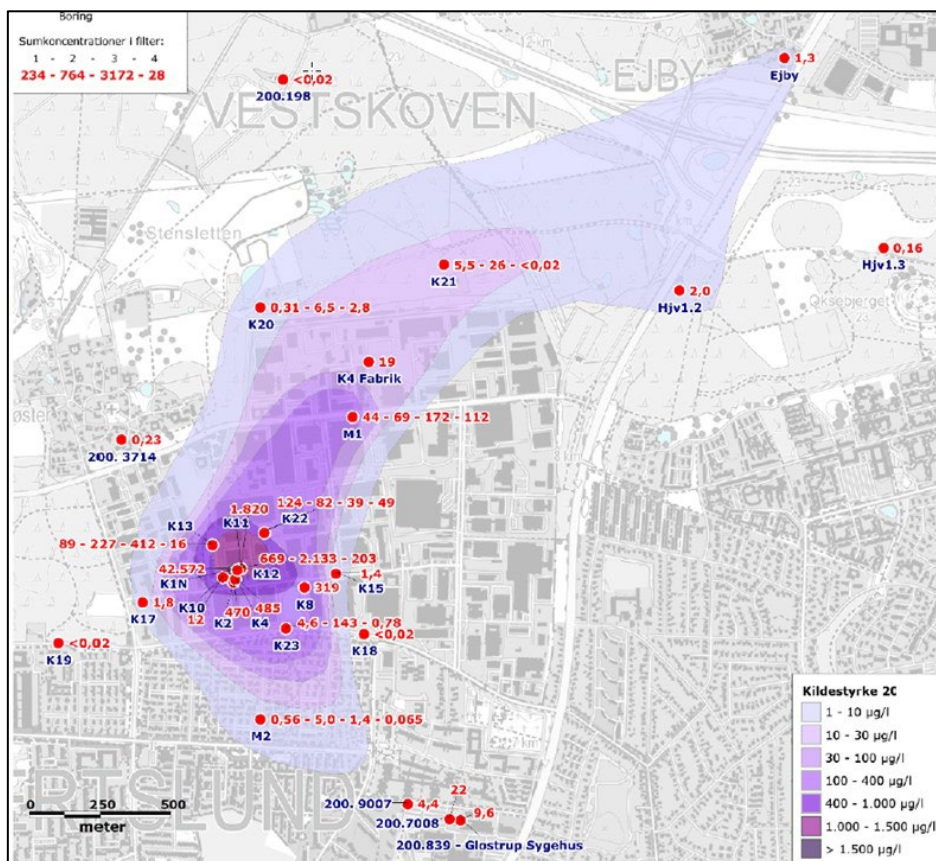 Boring
Sumkoncentrationer i filter:
1 - 2 - 3 - 4
234 - 764 - 3172 - 28
<0,02
200.198
VESTSKOVEN
EJBY
1,3
Ejby
Stensletten
5,5 - 26 - <0,02
K21
0,16
Hjv1.3
2,0
Hjv1.2
0,31 - 6,5 - 2,8
K20
19
K4 Fabrik
44 - 69 - 172 - 112
M1
0,23
200. 3714
1.820
124 - 82 - 39 - 49
K13
K11
K22
89 - 227 - 412 - 16
669 - 2.133 - 203
42.572
K12
1,4
K1N
K15
K8
319
1,8
K10
K17
12
K2
470
485
K4
4,6 - 143 - 0,78
K23
<0,02
K18
<0,02
K19
0,56 - 5,0 - 1,4 - 0,065
M2
22
200. 9007
4,4
9,6
200.7008
200.839 - Glostrup Sygehus
0 250 500
meter
Kildestyrke 20
1 - 10 µg/l
10 - 30 µg/l
30 - 100 µg/l
100 - 400 µg/l
400 - 1.000 µg/l
1.000 - 1.500 µg/l
> 1.500 µg/l